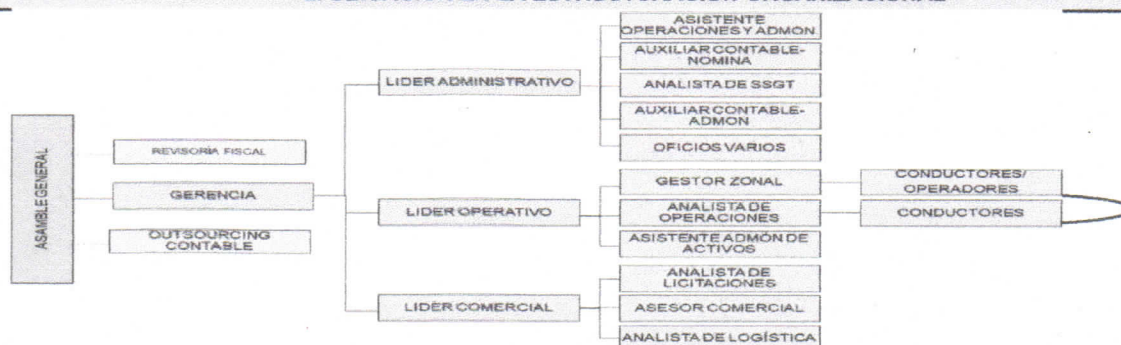 ASISTENTE
OPERACIONES Y ADMON
AUXILIAR CONTABLE-
NOMINA
LIDER ADMINISTRATIVO
ANALISTA DE SSGT
AUXILIAR CONTABLE-
ADMON
OFICIOS VARIOS
ASAMBLE GENERAL
REVISORÍA FISCAL
GERENCIA
OUTSOURCING
CONTABLE
GESTOR ZONAL
CONDUCTORES/
OPERADORES
LIDER OPERATIVO
ANALISTA DE
OPERACIONES
CONDUCTORES
ASISTENTE ADMÓN DE
ACTIVOS
ANALISTA DE
LICITACIONES
LIDER COMERCIAL
ASESOR COMERCIAL
ANALISTA DE LOGÍSTICA